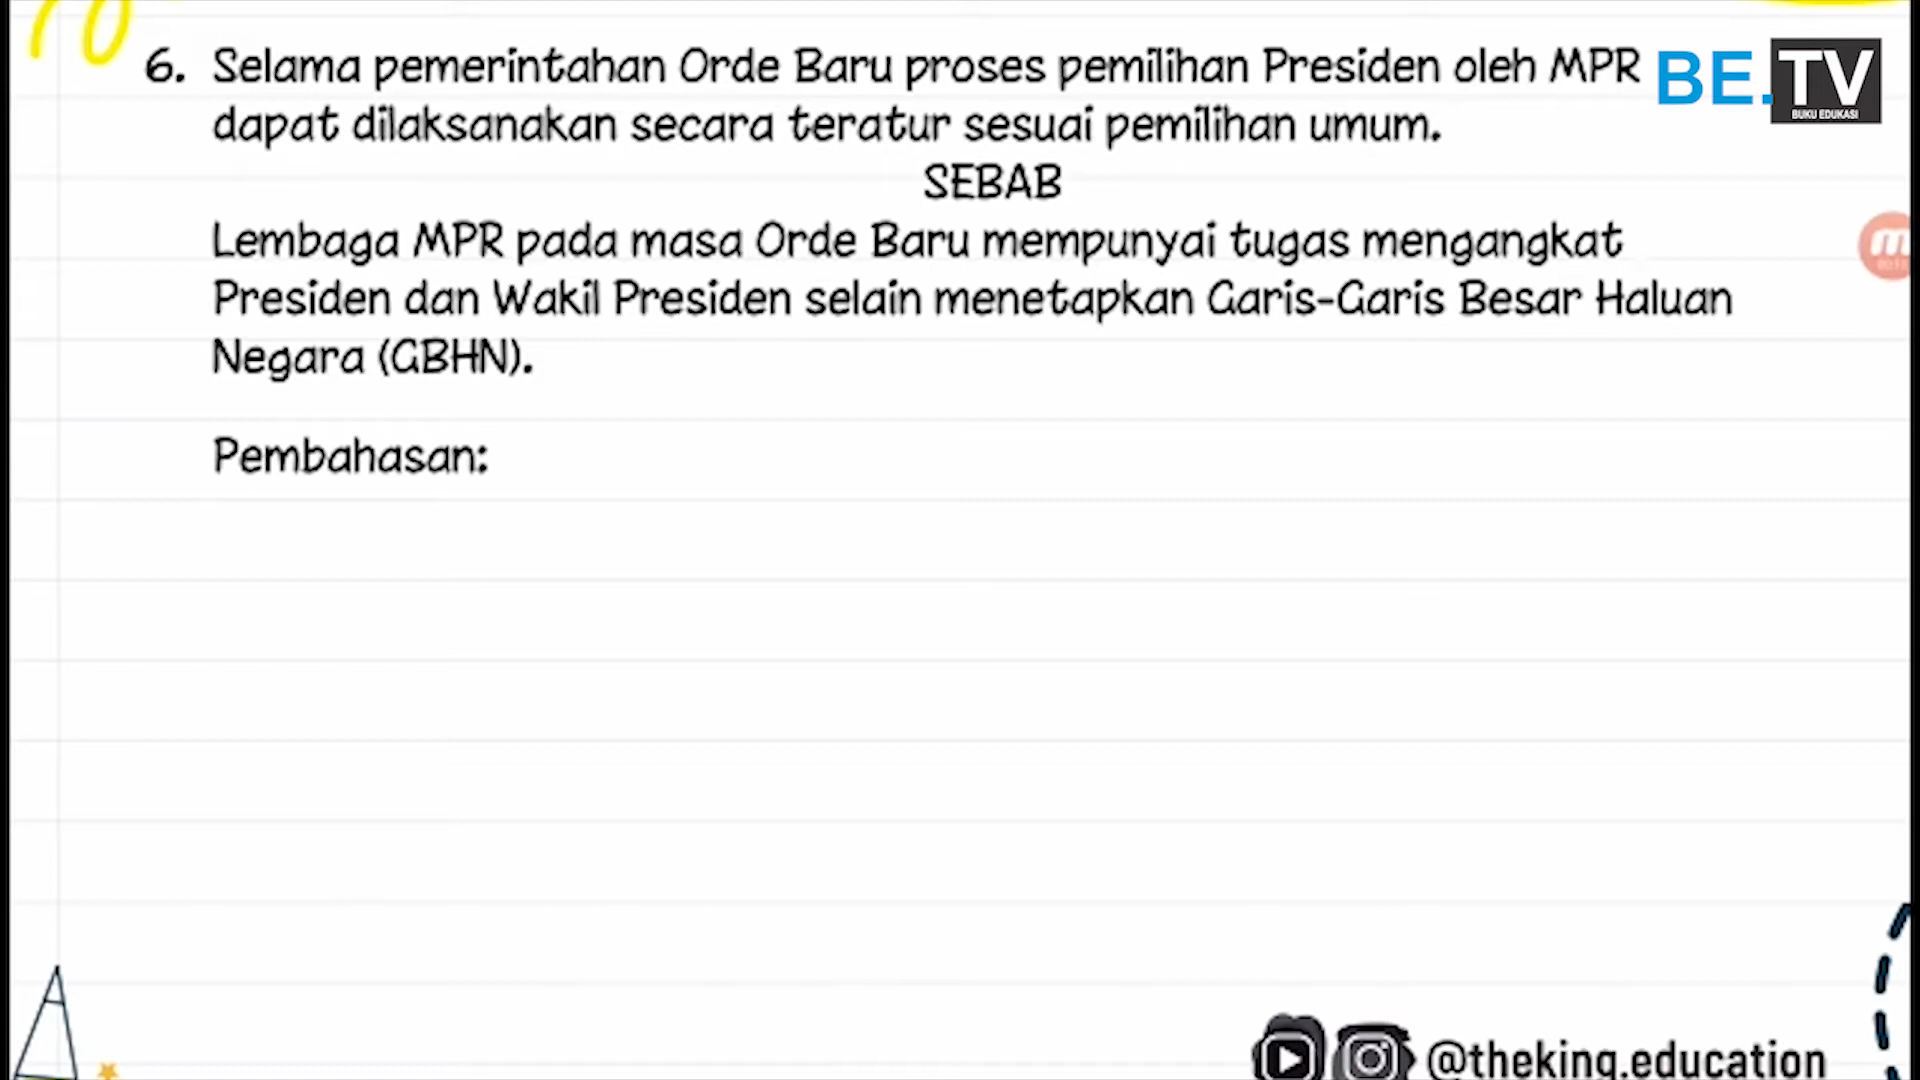 6. Selama pemerintahan Orde Baru proses pemilihan Presiden oleh MPR
dapat dilaksanakan secara teratur sesuai pemilihan umum.
SEBAB
Lembaga MPR pada masa Orde Baru mempunyai tugas mengangkat
Presiden dan Wakil Presiden selain menetapkan Garis-Garis Besar Haluan
Negara (GBHN).
Pembahasan:
BE.TV
BUKU EDUKASI
@theking.education